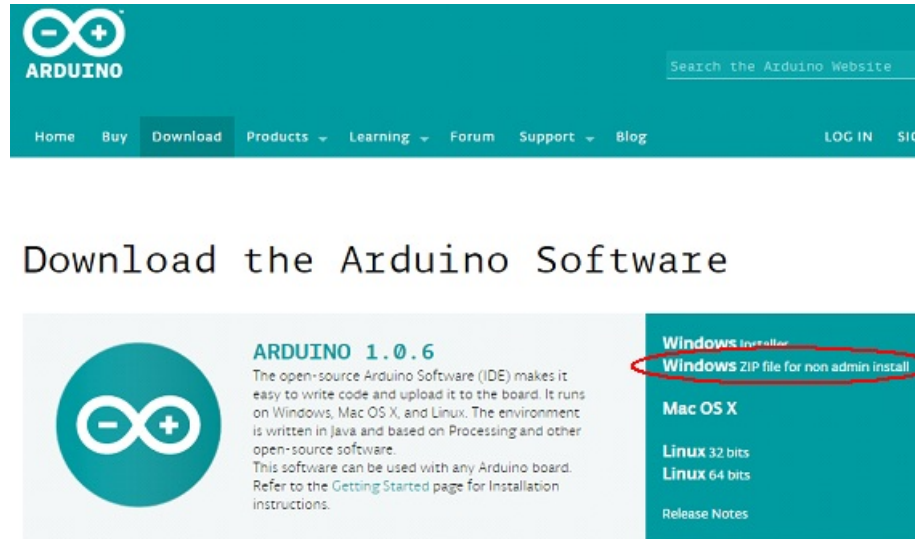 ARDUINO
Search the Arduino Website
Home Buy Download Products Learning Forum Support Blog LOG IN
Download the Arduino Software
ARDUINO 1.0.6
The open-source Arduino Software (IDE) makes it
easy to write code and upload it to the board. It runs
on Windows, Mac OS X, and Linux. The environment
is written in Java and based on Processing and other
open-source software.
This software can be used with any Arduino board.
Refer to the Getting Started page for Installation
instructions.
Windows Installer
Windows ZIP file for non admin install
Mac OS X
Linux 32 bits
Linux 64 bits
Release Notes